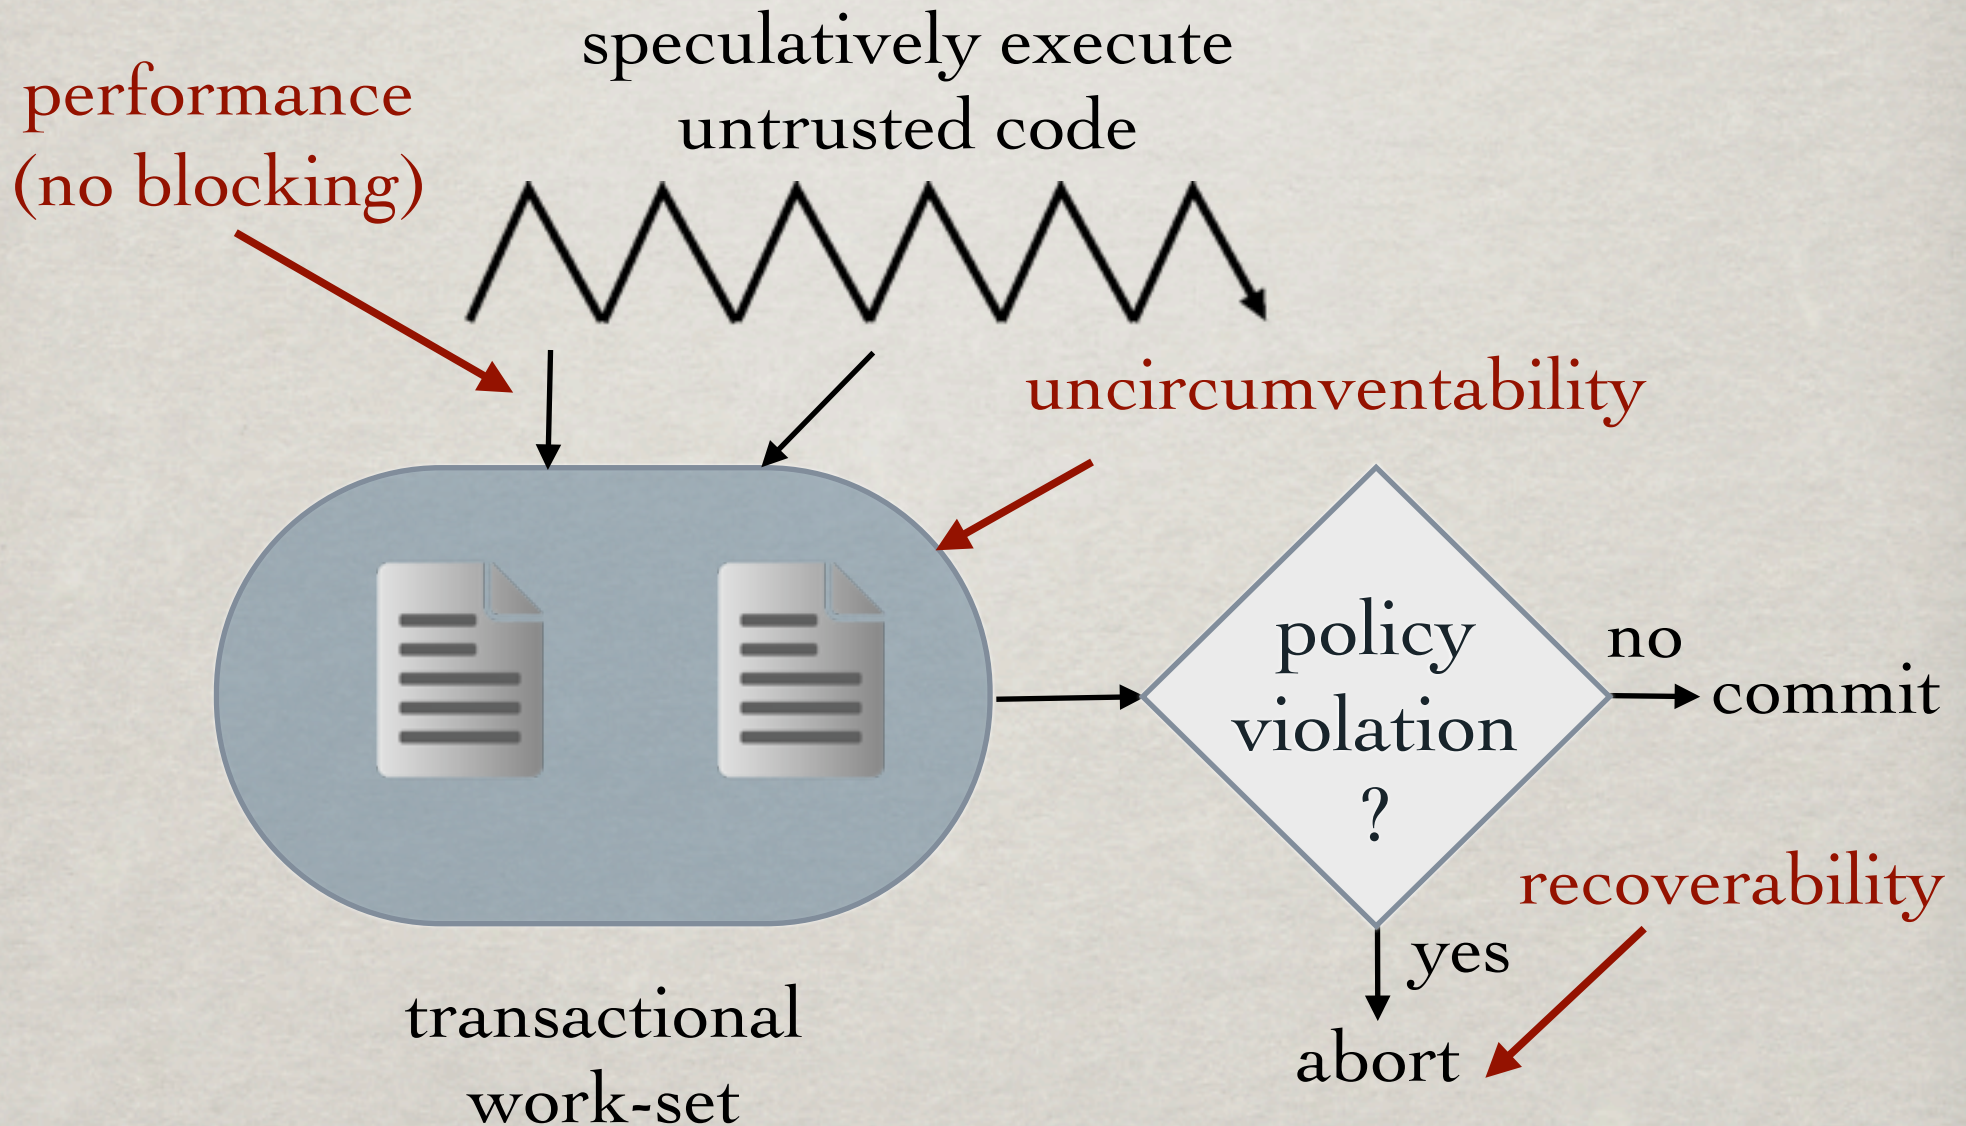 speculatively execute
untrusted code
performance
(no blocking)
uncircumventability
policy
violation
?
no
commit
recoverability
yes
abort
transactional
work-set